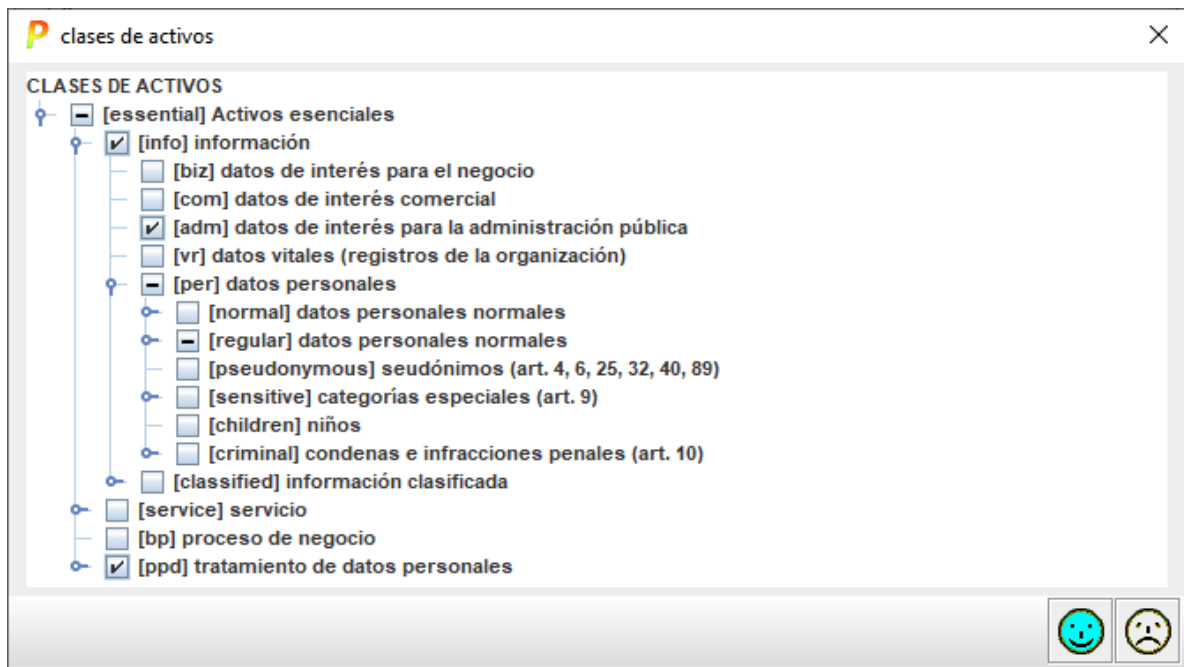 P clases de activos
CLASES DE ACTIVOS
[essential] Activos esenciales
[info] información
[biz] datos de interés para el negocio
[com] datos de interés comercial
[adm] datos de interés para la administración pública
[vr] datos vitales (registros de la organización)
[per] datos personales
[normal] datos personales normales
[regular] datos personales normales
[pseudonymous] seudónimos (art. 4, 6, 25, 32, 40, 89)
[sensitive] categorías especiales (art. 9)
[children] niños
[criminal] condenas e infracciones penales (art. 10)
[classified] información clasificada
[service] servicio
[bp] proceso de negocio
[ppd] tratamiento de datos personales